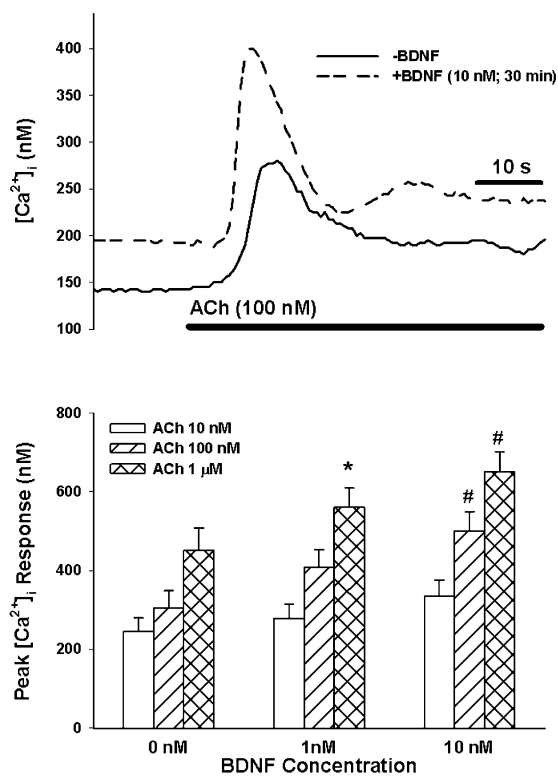 400
350
300
250
200
150
100
[Ca²⁺]ᵢ (nM)
-BDNF
+BDNF (10 nM; 30 min)
10 s
ACh (100 nM)
800
600
400
200
0
Peak [Ca²⁺]ᵢ Response (nM)
ACh 10 nM
ACh 100 nM
ACh 1 μM
*
#
#
0 nM
1nM
10 nM
BDNF Concentration